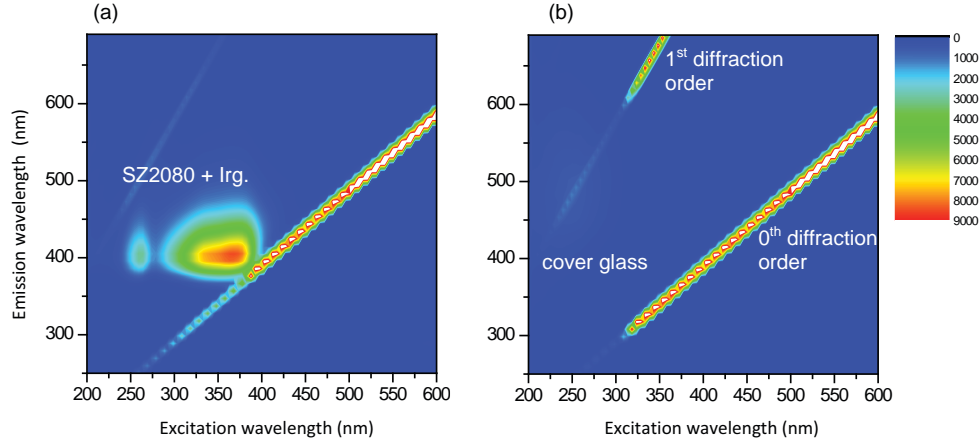 (a)
(b)
SZ2080 + Irg.
1st diffraction
order
0th diffraction
order
cover glass
Emission wavelength (nm)
600
500
400
300
200 250 300 350 400 450 500 550 600
Excitation wavelength (nm)
600
500
400
300
200 250 300 350 400 450 500 550 600
Excitation wavelength (nm)
0
1000
2000
3000
4000
5000
6000
7000
8000
9000